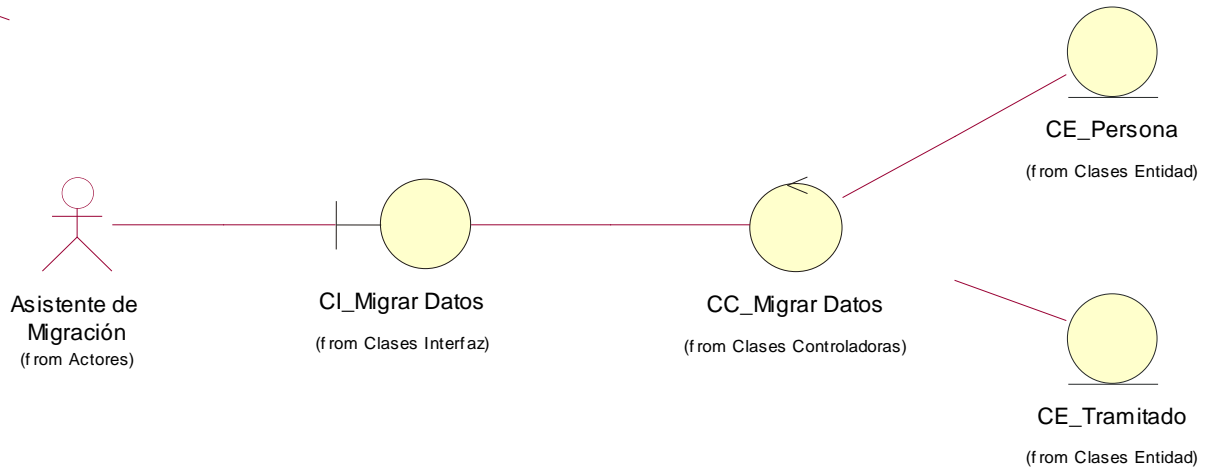 CE_Persona
(from Clases Entidad)
Asistente de
Migración
(from Actores)
CI_Migrar Datos
(from Clases Interfaz)
CC_Migrar Datos
(from Clases Controladoras)
CE_Tramitado
(from Clases Entidad)